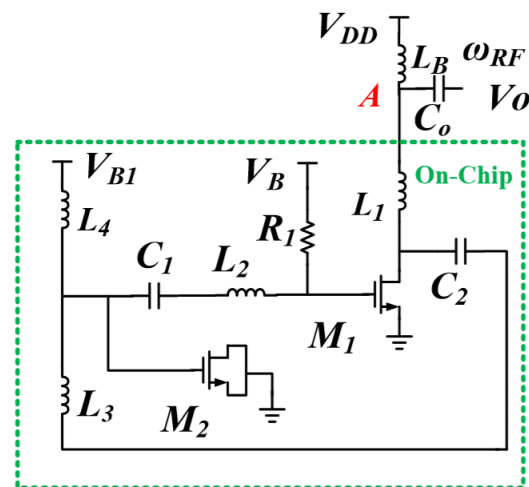 V_DD
L_B
ω_RF
A
C_o
Vo
V_B1
V_B
On-Chip
L_4
C_1
L_2
R_1
L_1
C_2
M_1
L_3
M_2